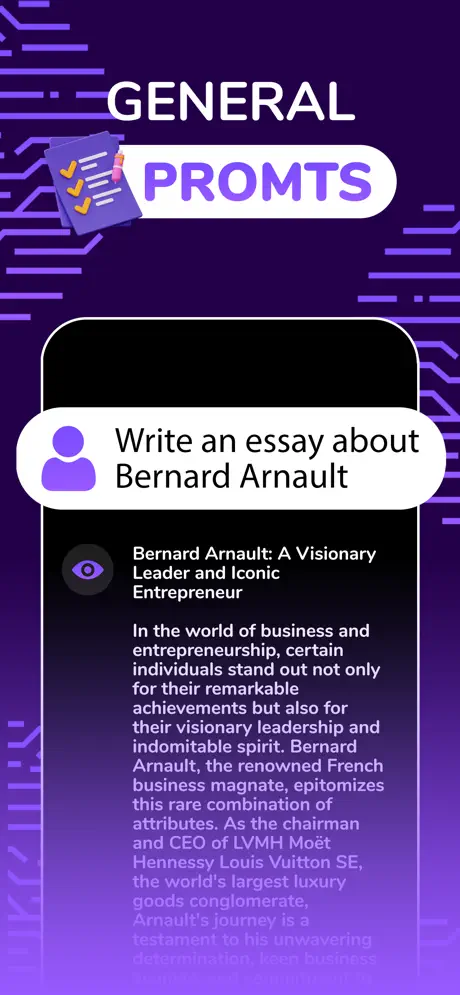 GENERAL
PROMTS
Write an essay about
Bernard Arnault
Bernard Arnault: A Visionary
Leader and Iconic
Entrepreneur
In the world of business and
entrepreneurship, certain
individuals stand out not only
for their remarkable
achievements but also for
their visionary leadership and
indomitable spirit. Bernard
Arnault, the renowned French
business magnate, epitomizes
this rare combination of
attributes. As the chairman
and CEO of LVMH Moët
Hennessy Louis Vuitton SE,
the world's largest luxury
goods conglomerate,
Arnault's journey is a
testament to his unwavering
determination, keen business